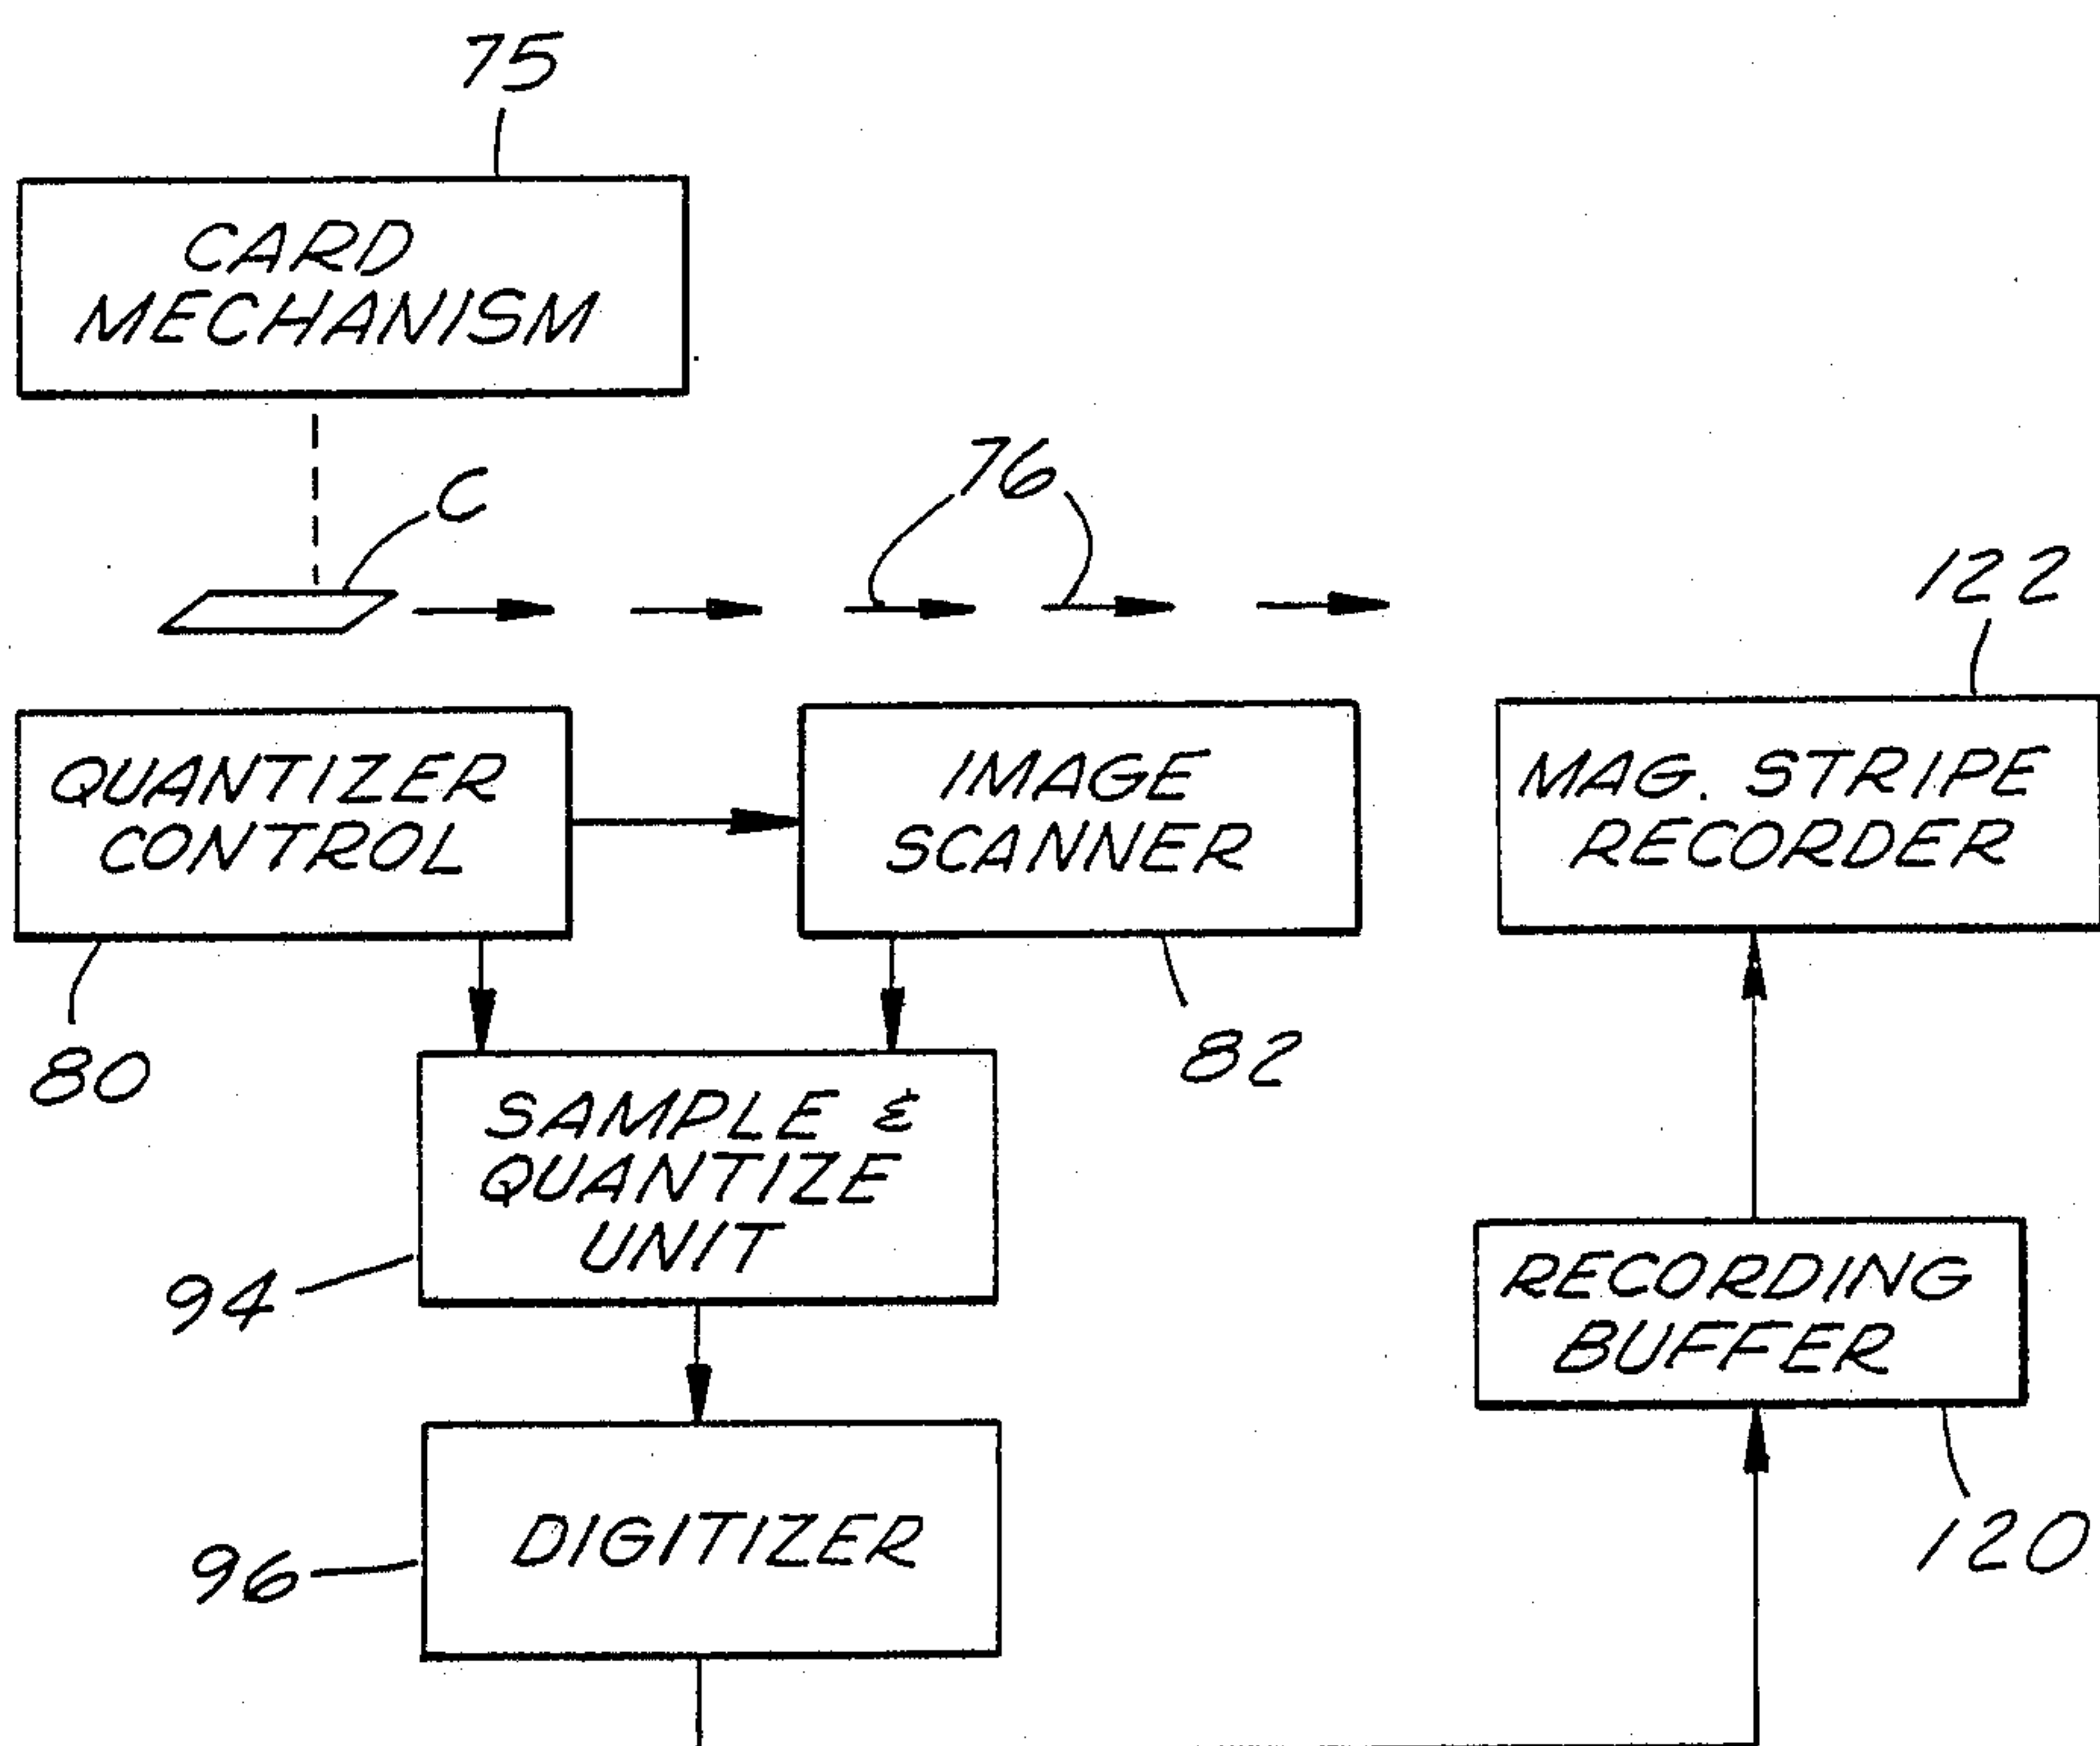 75
CARD
MECHANISM
C
76
122
QUANTIZER
CONTROL
IMAGE
SCANNER
MAG. STRIPE
RECORDER
80
82
SAMPLE &
QUANTIZE
UNIT
94
RECORDING
BUFFER
120
DIGITIZER
96